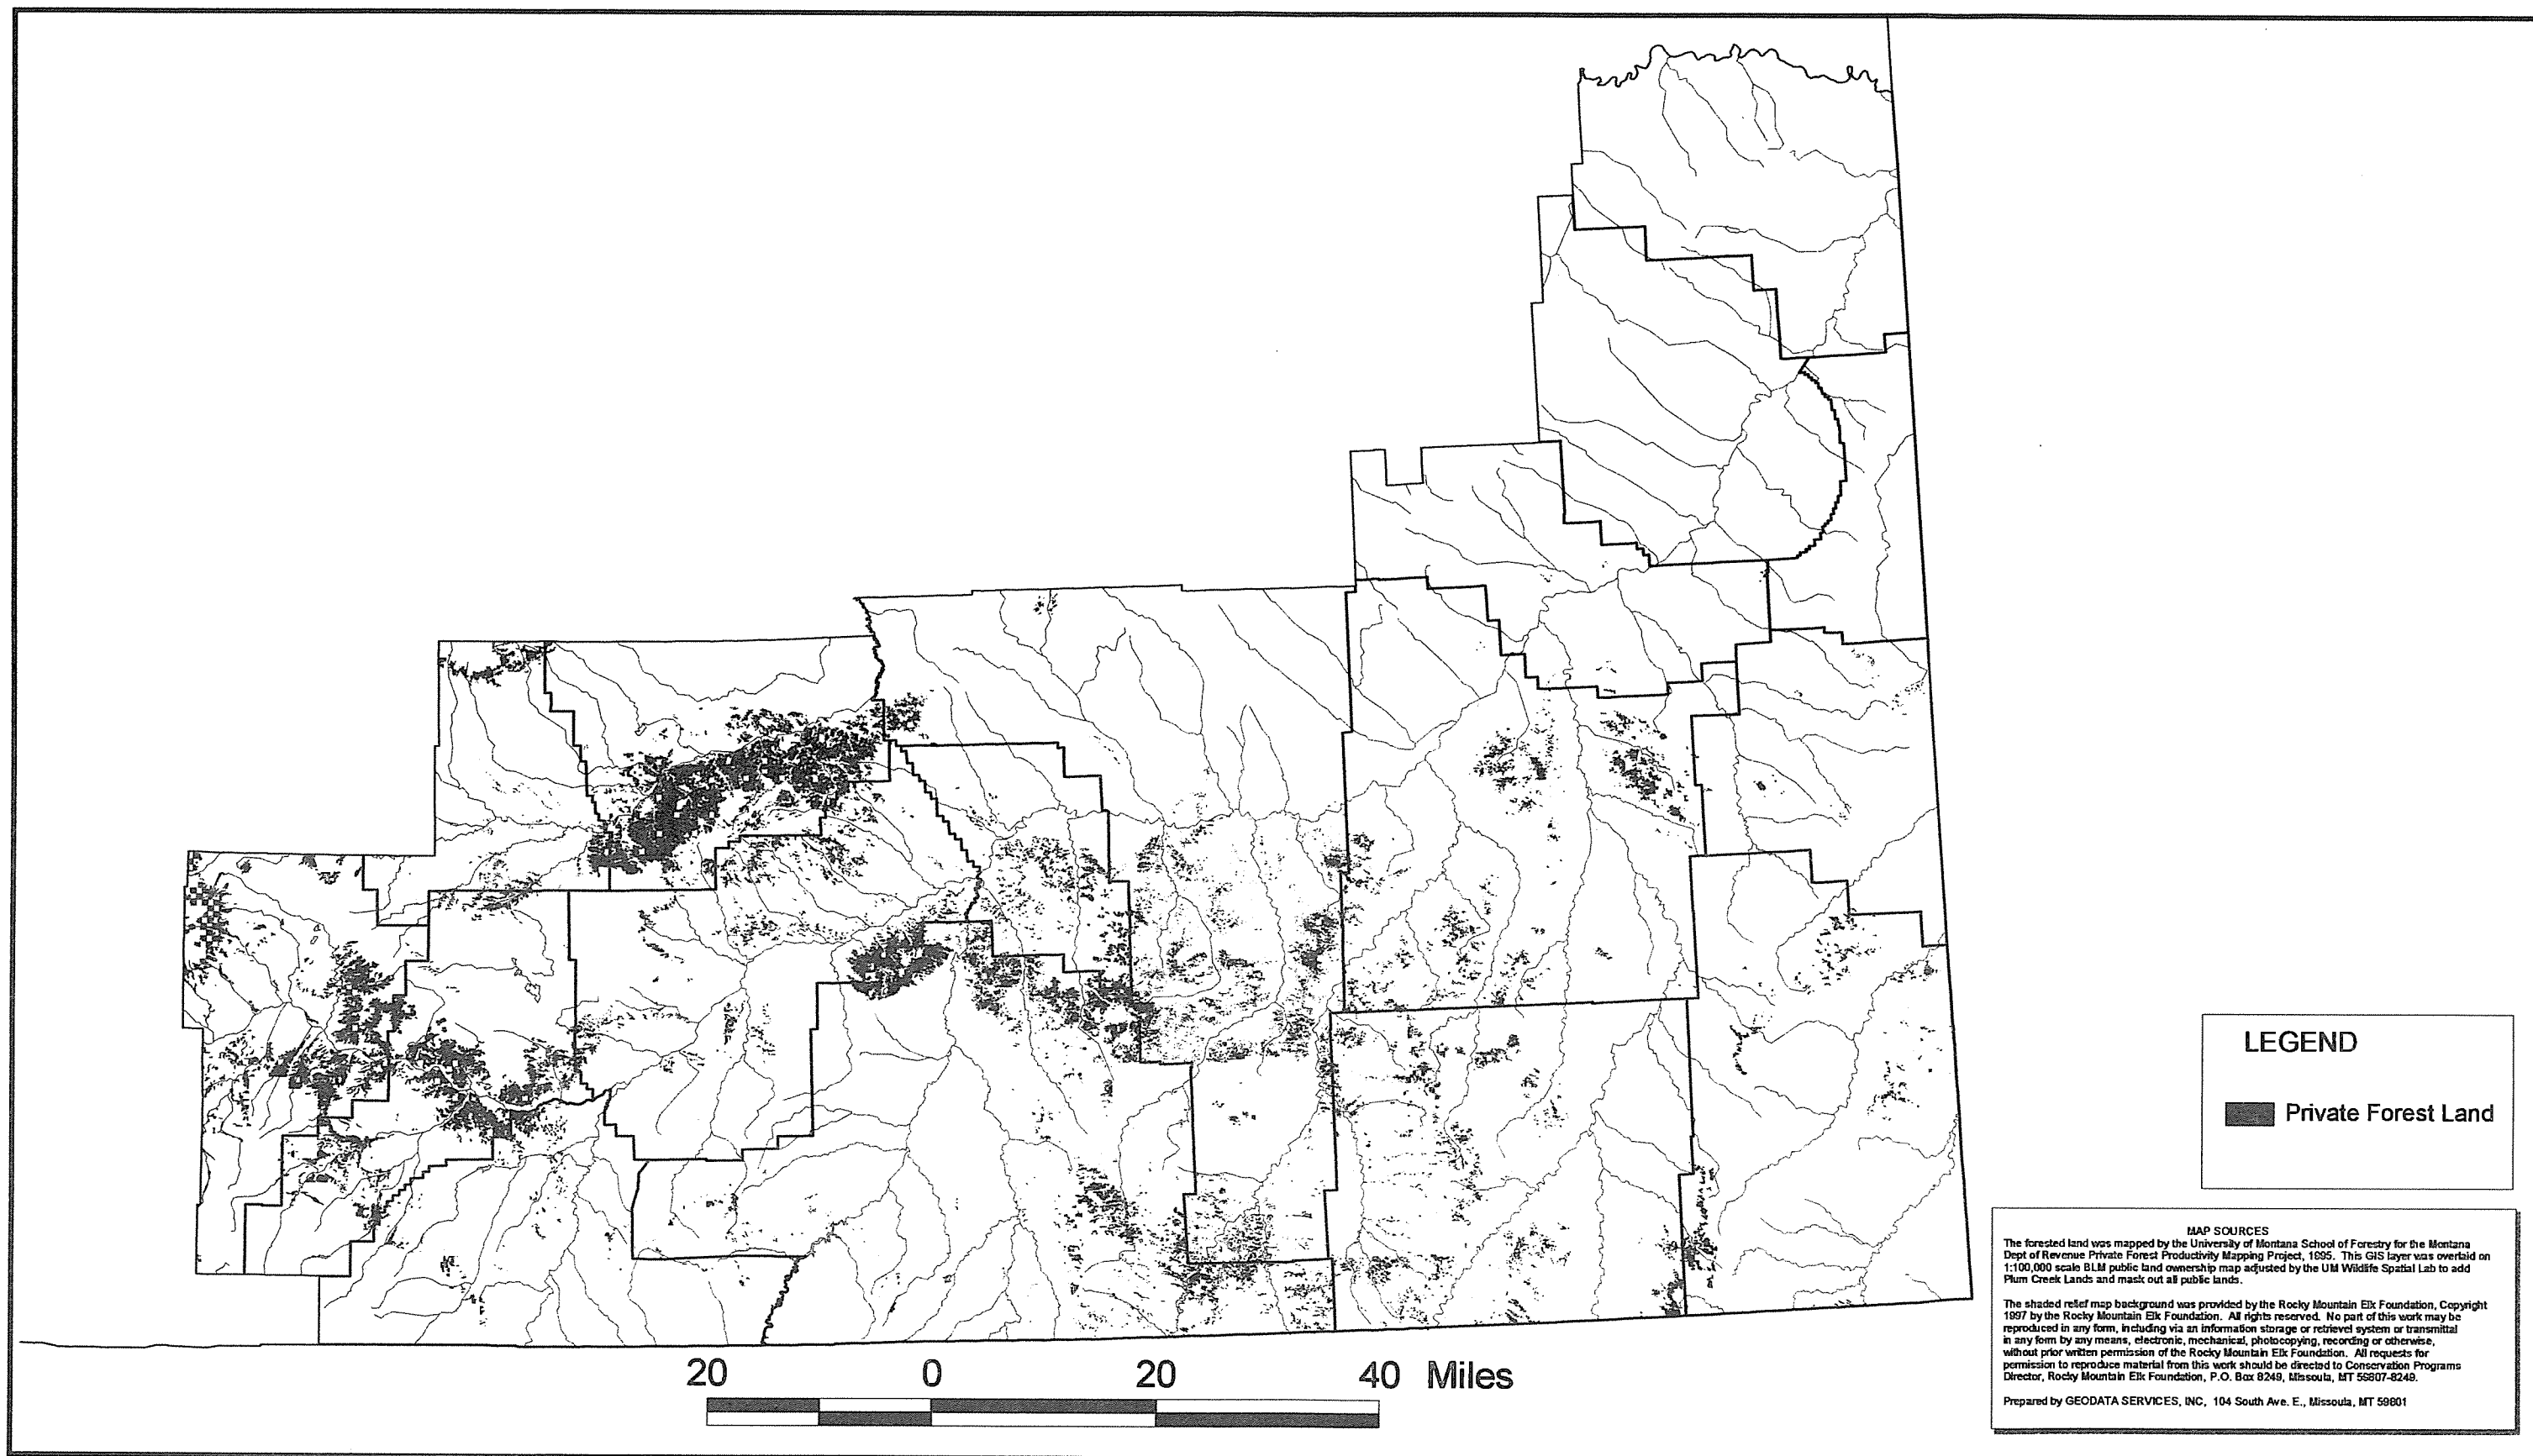 20 0 20 40 Miles
LEGEND
Private Forest Land
MAP SOURCES
The forested land was mapped by the University of Montana School of Forestry for the Montana
Dept of Revenue Private Forest Productivity Mapping Project, 1995. This GIS layer was overlaid on
1:100,000 scale BLM public land ownership map adjusted by the UM Wildlife Spatial Lab to add
Plum Creek Lands and mask out all public lands.
The shaded relief map background was provided by the Rocky Mountain Elk Foundation, Copyright
1997 by the Rocky Mountain Elk Foundation. All rights reserved. No part of this work may be
reproduced in any form, including via an information storage or retrievel system or transmittal
in any form by any means, electronic, mechanical, photocopying, recording or otherwise,
without prior written permission of the Rocky Mountain Elk Foundation. All requests for
permission to reproduce material from this work should be directed to Conservation Programs
Director, Rocky Mountain Elk Foundation, P.O. Box 8249, Missoula, MT 59807-8249.
Prepared by GEODATA SERVICES, INC, 104 South Ave. E., Missoula, MT 59801